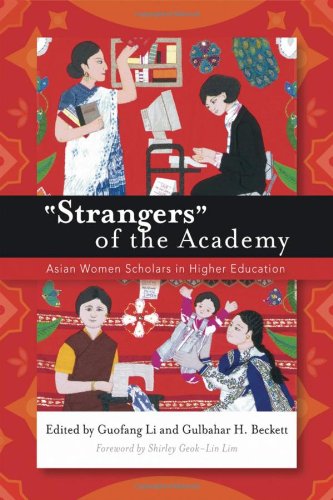 "Strangers"
of the Academy
Asian Women Scholars in Higher Education
Edited by Guofang Li and Gulbahar H. Beckett
Foreword by Shirley Geok–Lin Lim